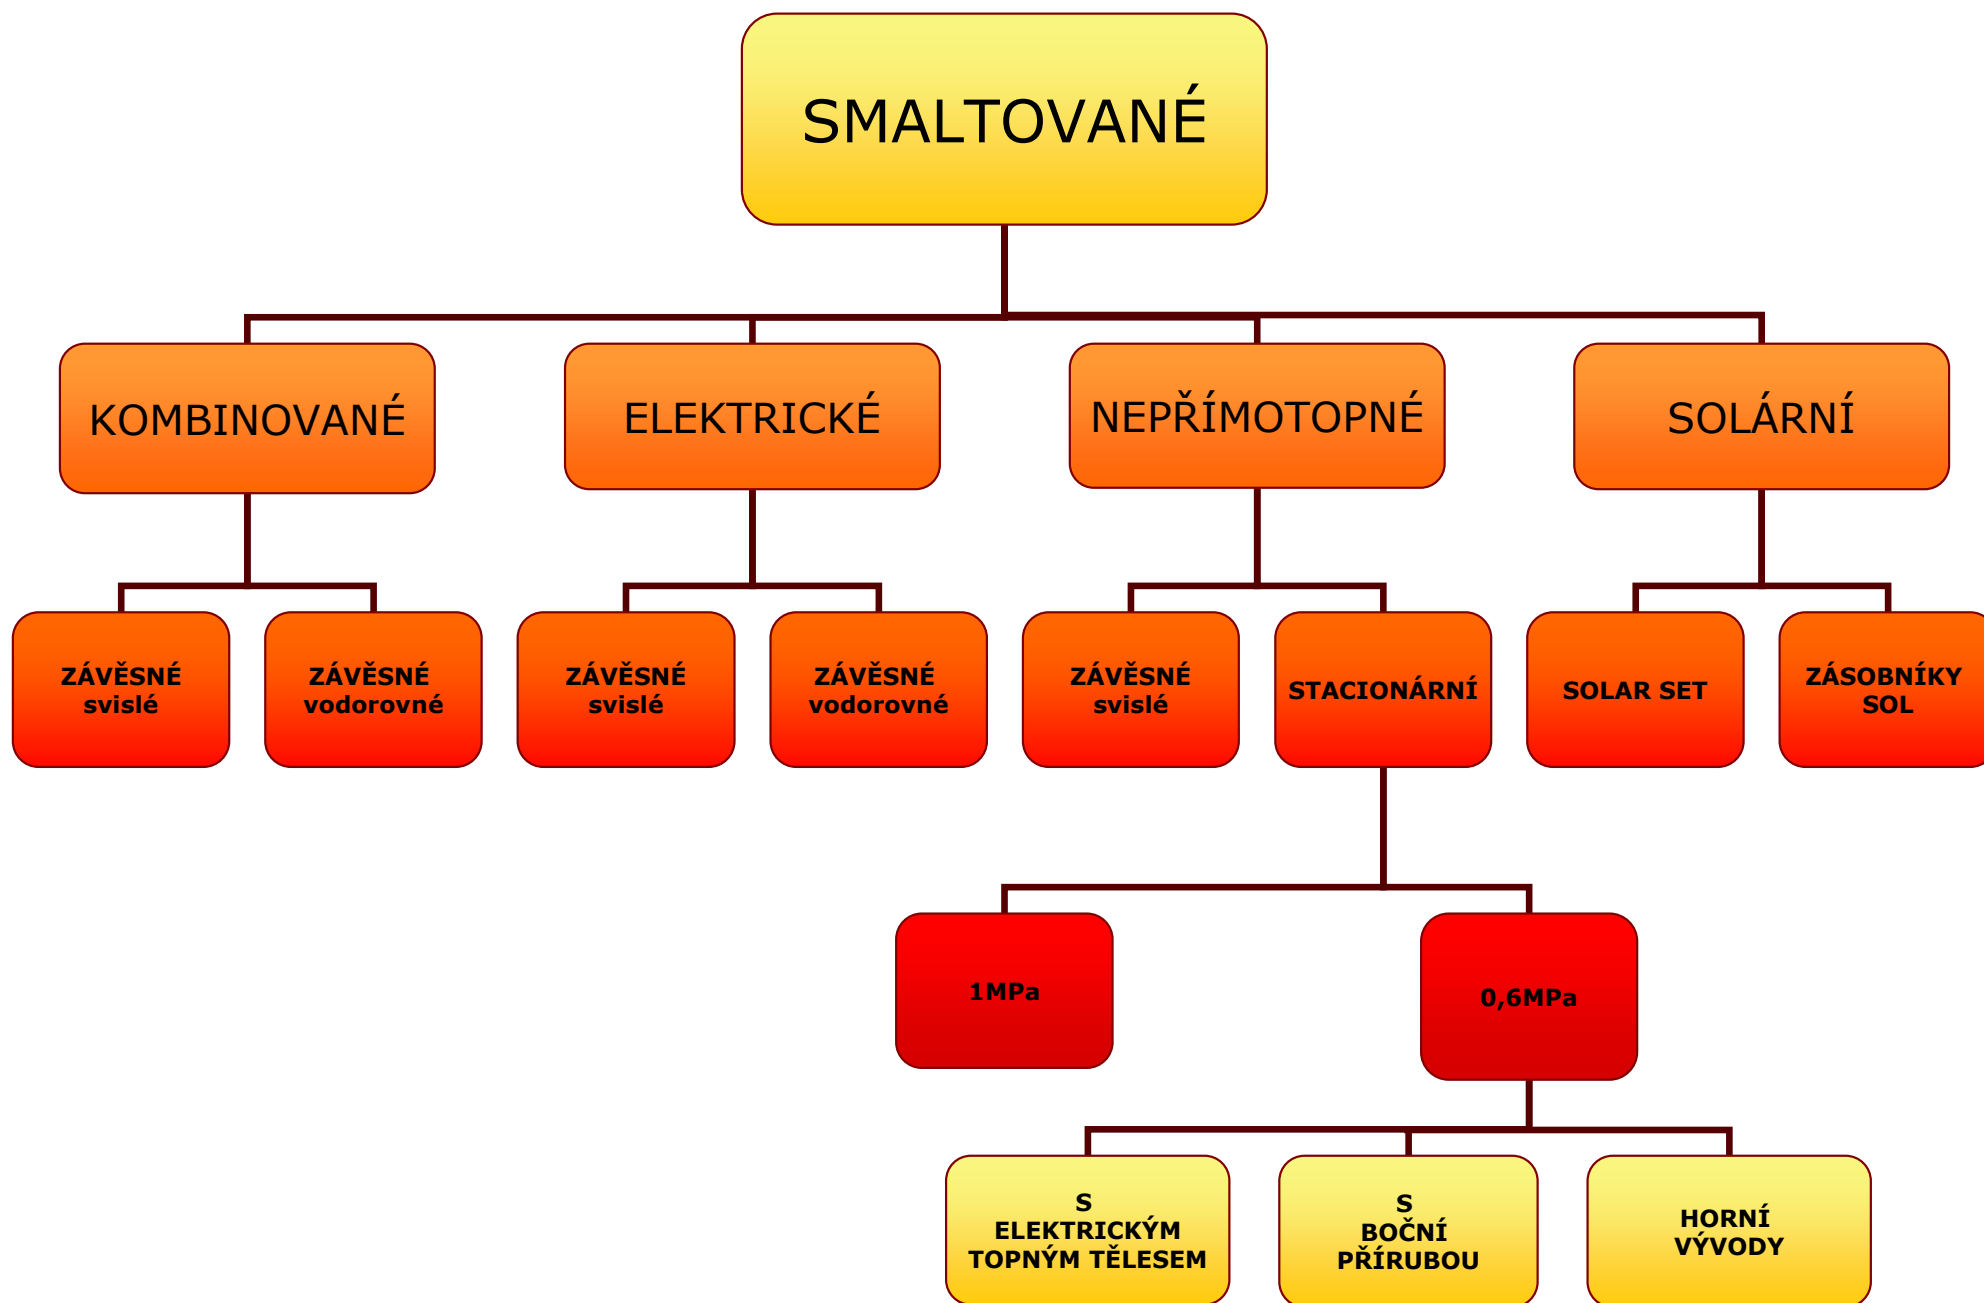 SMALTOVANÉ
KOMBINOVANÉ
ELEKTRICKÉ
NEPŘÍMOTOPNÉ
SOLÁRNÍ
ZÁVĚSNÉ
svislé
ZÁVĚSNÉ
vodorovné
ZÁVĚSNÉ
svislé
ZÁVĚSNÉ
vodorovné
ZÁVĚSNÉ
svislé
STACIONÁRNÍ
SOLAR SET
ZÁSOBNÍKY
SOL
1MPa
0,6MPa
S
ELEKTRICKÝM
TOPNÝM TĚLESEM
S
BOČNÍ
PŘÍRUBOU
HORNÍ
VÝVODY